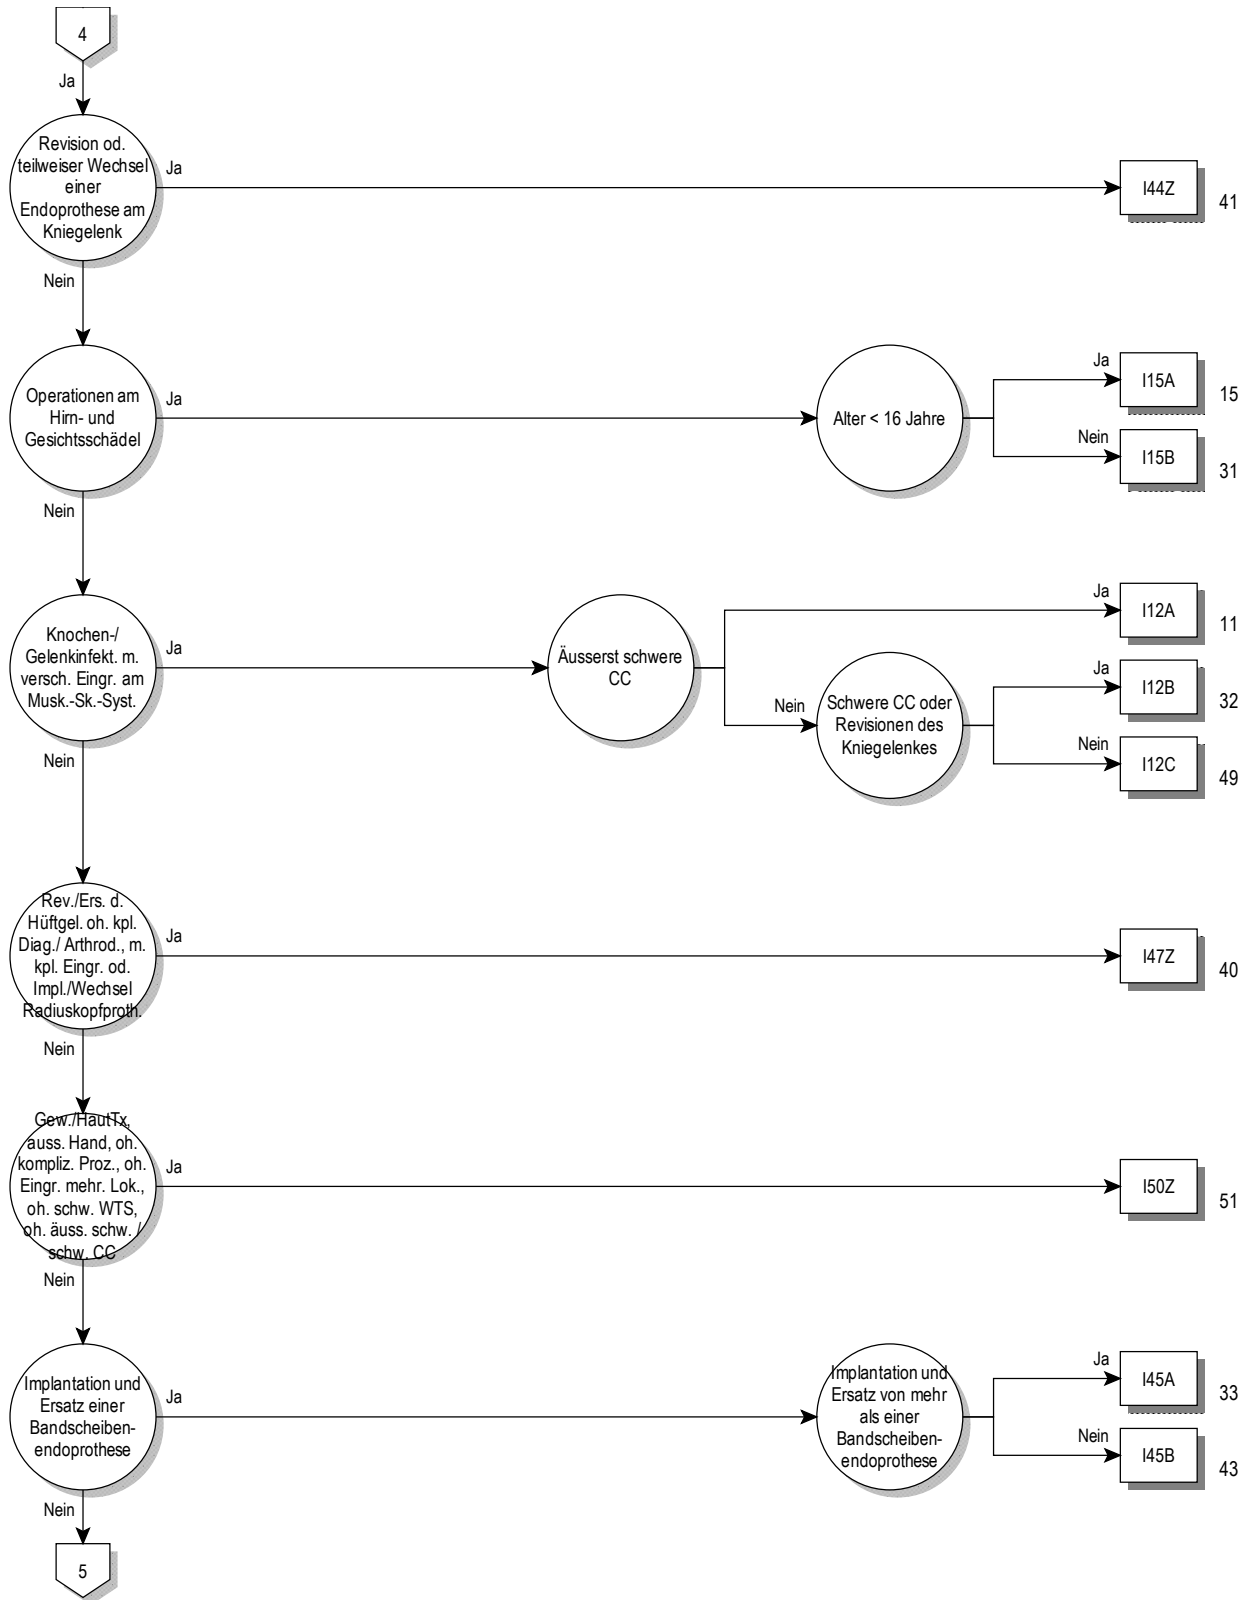 4
Ja
Revision od.
teilweiser Wechsel
einer
Endoprothese am
Kniegelenk
Ja
I44Z
41
Nein
Operationen am
Hirn- und
Gesichtsschädel
Ja
Alter < 16 Jahre
Ja
I15A
15
Nein
I15B
31
Nein
Knochen-/
Gelenkinfekt. m.
versch. Eingr. am
Musk.-Sk.-Syst.
Ja
Äusserst schwere
CC
Ja
I12A
11
Nein
Schwere CC oder
Revisionen des
Kniegelenkes
Ja
I12B
32
Nein
I12C
49
Nein
Rev./Ers. d.
Hüftgel. oh. kpl.
Diag./ Arthrod., m.
kpl. Eingr. od.
Impl./Wechsel
Radiuskopfproth.
Ja
I47Z
40
Nein
Gew./HautTx,
auss. Hand, oh.
kompliz. Proz., oh.
Eingr. mehr. Lok.,
oh. schw. WTS,
oh. äuss. schw. /
schw. CC
Ja
I50Z
51
Nein
Implantation und
Ersatz einer
Bandscheiben-
endoprothese
Ja
Implantation und
Ersatz von mehr
als einer
Bandscheiben-
endoprothese
Ja
I45A
33
Nein
I45B
43
Nein
5